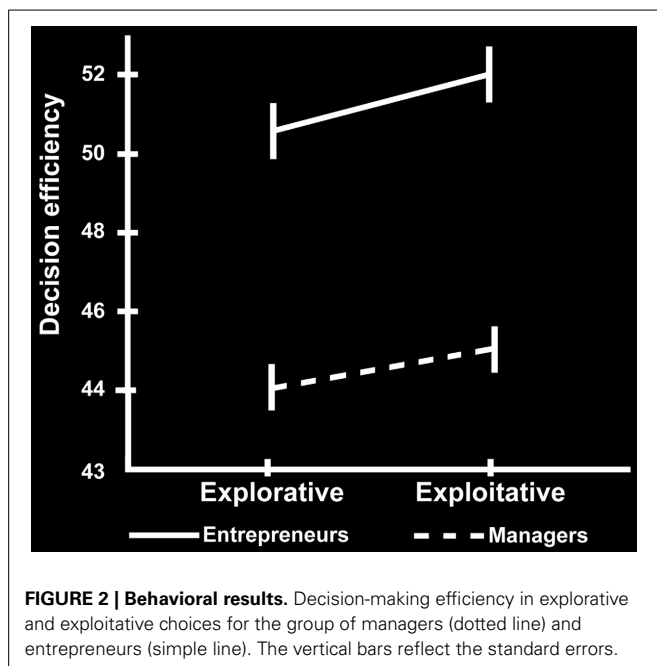 52
50
48
46
44
43
Decision efficiency
Explorative Exploitative
Entrepreneurs Managers
FIGURE 2 | Behavioral results. Decision-making efficiency in explorative
and exploitative choices for the group of managers (dotted line) and
entrepreneurs (simple line). The vertical bars reflect the standard errors.